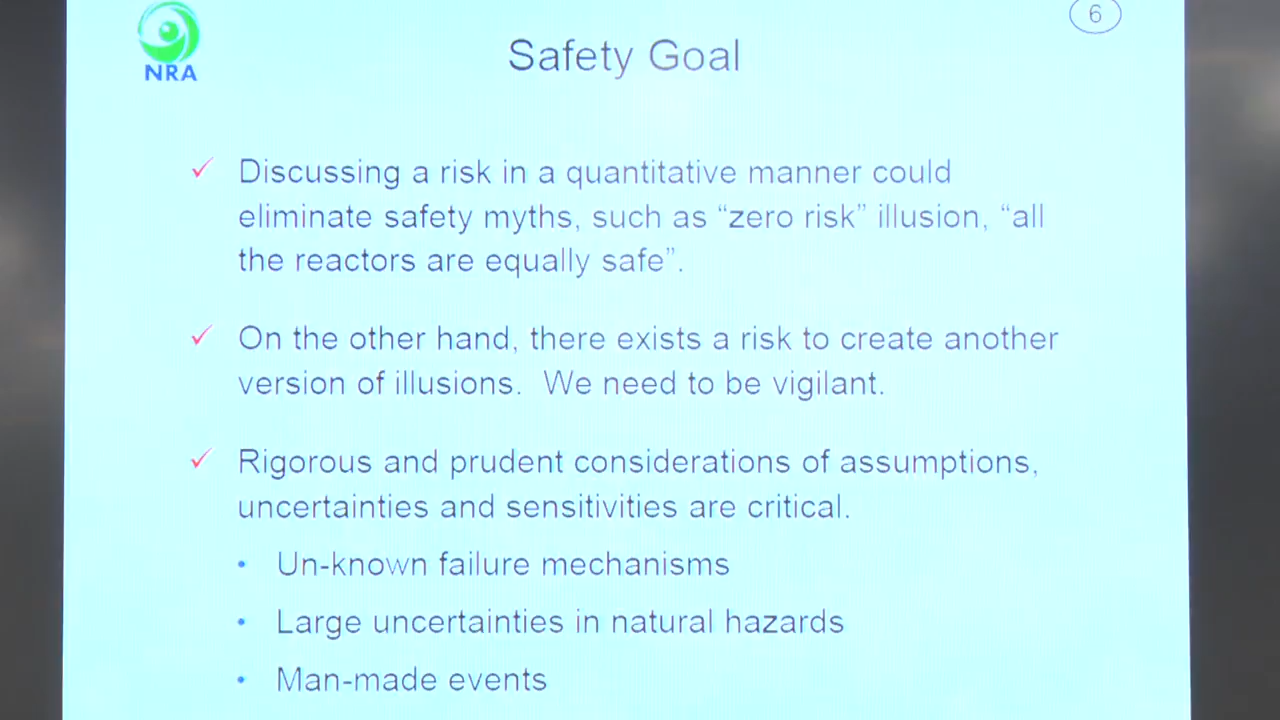 6
NRA
Safety Goal
✓ Discussing a risk in a quantitative manner could
eliminate safety myths, such as “zero risk” illusion, “all
the reactors are equally safe”.
✓ On the other hand, there exists a risk to create another
version of illusions. We need to be vigilant.
✓ Rigorous and prudent considerations of assumptions,
uncertainties and sensitivities are critical.
• Un-known failure mechanisms
• Large uncertainties in natural hazards
• Man-made events